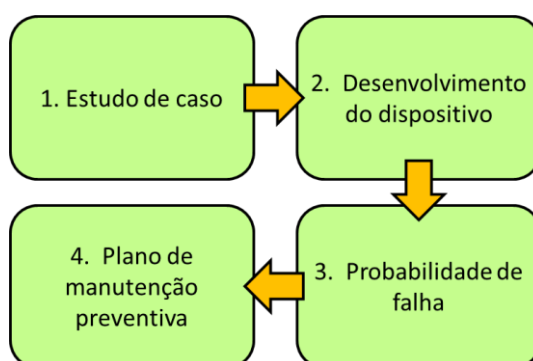 1. Estudo de caso
2. Desenvolvimento
do dispositivo
3. Probabilidade de
falha
4. Plano de
manutenção
preventiva